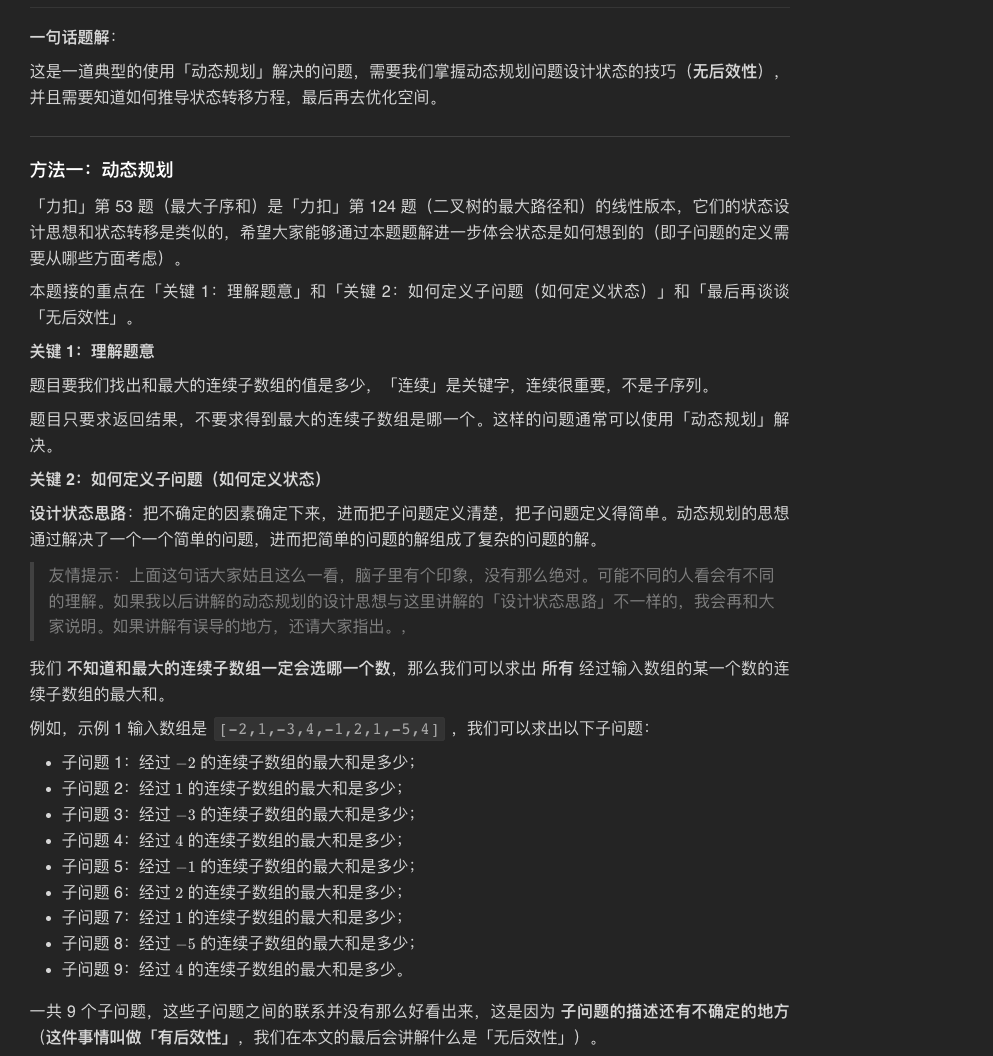 一句话题解：
这是一道典型的使用「动态规划」解决的问题，需要我们掌握动态规划问题设计状态的技巧（无后效性），
并且需要知道如何推导状态转移方程，最后再去优化空间。
方法一：动态规划
「力扣」第 53 题（最大子序和）是「力扣」第 124 题（二叉树的最大路径和）的线性版本，它们的状态设
计思想和状态转移是类似的，希望大家能够通过本题题解进一步体会状态是如何想到的（即子问题的定义需
要从哪些方面考虑）。
本题接的重点在「关键 1：理解题意」和「关键 2：如何定义子问题（如何定义状态）」和「最后再谈谈
「无后效性」。
关键 1：理解题意
题目要我们找出和最大的连续子数组的值是多少，「连续」是关键字，连续很重要，不是子序列。
题目只要求返回结果，不要求得到最大的连续子数组是哪一个。这样的问题通常可以使用「动态规划」解
决。
关键 2：如何定义子问题（如何定义状态）
设计状态思路：把不确定的因素确定下来，进而把子问题定义清楚，把子问题定义得简单。动态规划的思想
通过解决了一个一个简单的问题，进而把简单的问题的解组成了复杂的问题的解。
友情提示：上面这句话大家姑且这么一看，脑子里有个印象，没有那么绝对。可能不同的人看会有不同
的理解。如果我以后讲解的动态规划的设计思想与这里讲解的「设计状态思路」不一样的，我会再和大
家说明。如果讲解有误导的地方，还请大家指出。，
我们 不知道和最大的连续子数组一定会选哪一个数，那么我们可以求出 所有 经过输入数组的某一个数的连
续子数组的最大和。
例如，示例 1 输入数组是 [-2,1,-3,4,-1,2,1,-5,4] ，我们可以求出以下子问题：
• 子问题 1：经过 −2 的连续子数组的最大和是多少；
• 子问题 2：经过 1 的连续子数组的最大和是多少；
• 子问题 3：经过 −3 的连续子数组的最大和是多少；
• 子问题 4：经过 4 的连续子数组的最大和是多少；
• 子问题 5：经过 −1 的连续子数组的最大和是多少；
• 子问题 6：经过 2 的连续子数组的最大和是多少；
• 子问题 7：经过 1 的连续子数组的最大和是多少；
• 子问题 8：经过 −5 的连续子数组的最大和是多少；
• 子问题 9：经过 4 的连续子数组的最大和是多少。
一共 9 个子问题，这些子问题之间的联系并没有那么好看出来，这是因为 子问题的描述还有不确定的地方
（这件事情叫做「有后效性」，我们在本文的最后会讲解什么是「无后效性」）。